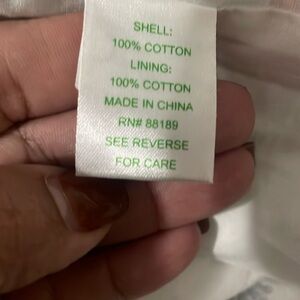 SHELL:
100% COTTON
LINING:
100% COTTON
MADE IN CHINA
RN# 88189
SEE REVERSE
FOR CARE